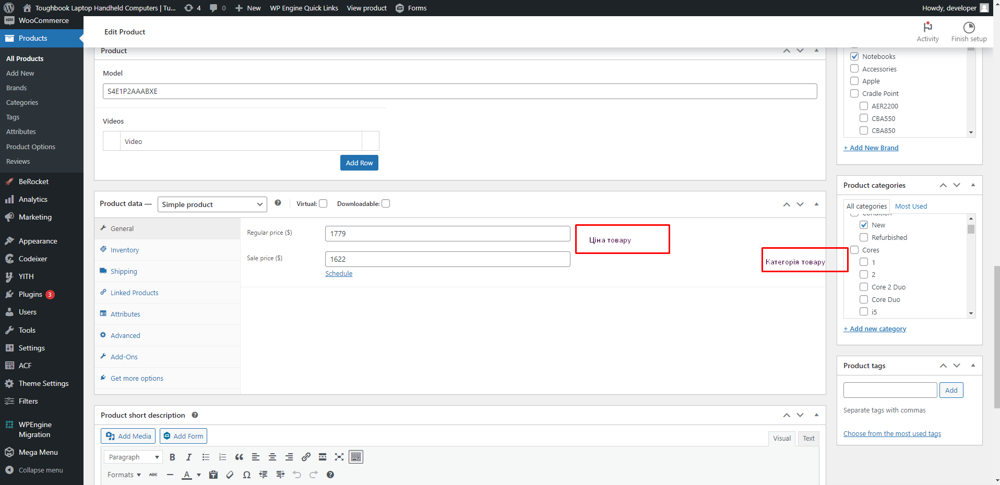 Toughbook Laptop Handheld Computers | Tu...
4
0
New
WP Engine Quick Links
View product
Forms
Howdy, developer
WooCommerce
Products
All Products
Add New
Brands
Categories
Tags
Attributes
Product Options
Reviews
BeRocket
Analytics
Marketing
Appearance
Codeixer
YITH
Plugins 3
Users
Tools
Settings
ACF
Theme Settings
Filters
WPEngine
Migration
Mega Menu
Collapse menu
Edit Product
Activity
Finish setup
Product
Model
S4E1P2AAABXE
Videos
Video
Add Row
Product data —
Simple product
Virtual:
Downloadable:
General
Inventory
Shipping
Linked Products
Attributes
Advanced
Add-Ons
Get more options
Regular price ($)
1779
Ціна товару
Sale price ($)
1622
Schedule
Категорія товару
Product short description
Add Media
Add Form
Visual
Text
Paragraph
Formats
ABC
Notebooks
Accessories
Apple
Cradle Point
AER2200
CBA550
CBA850
+ Add New Brand
Product categories
All categories
Most Used
Condition
New
Refurbished
Cores
1
2
Core 2 Duo
Core Duo
i5
+ Add new category
Product tags
Add
Separate tags with commas
Choose from the most used tags